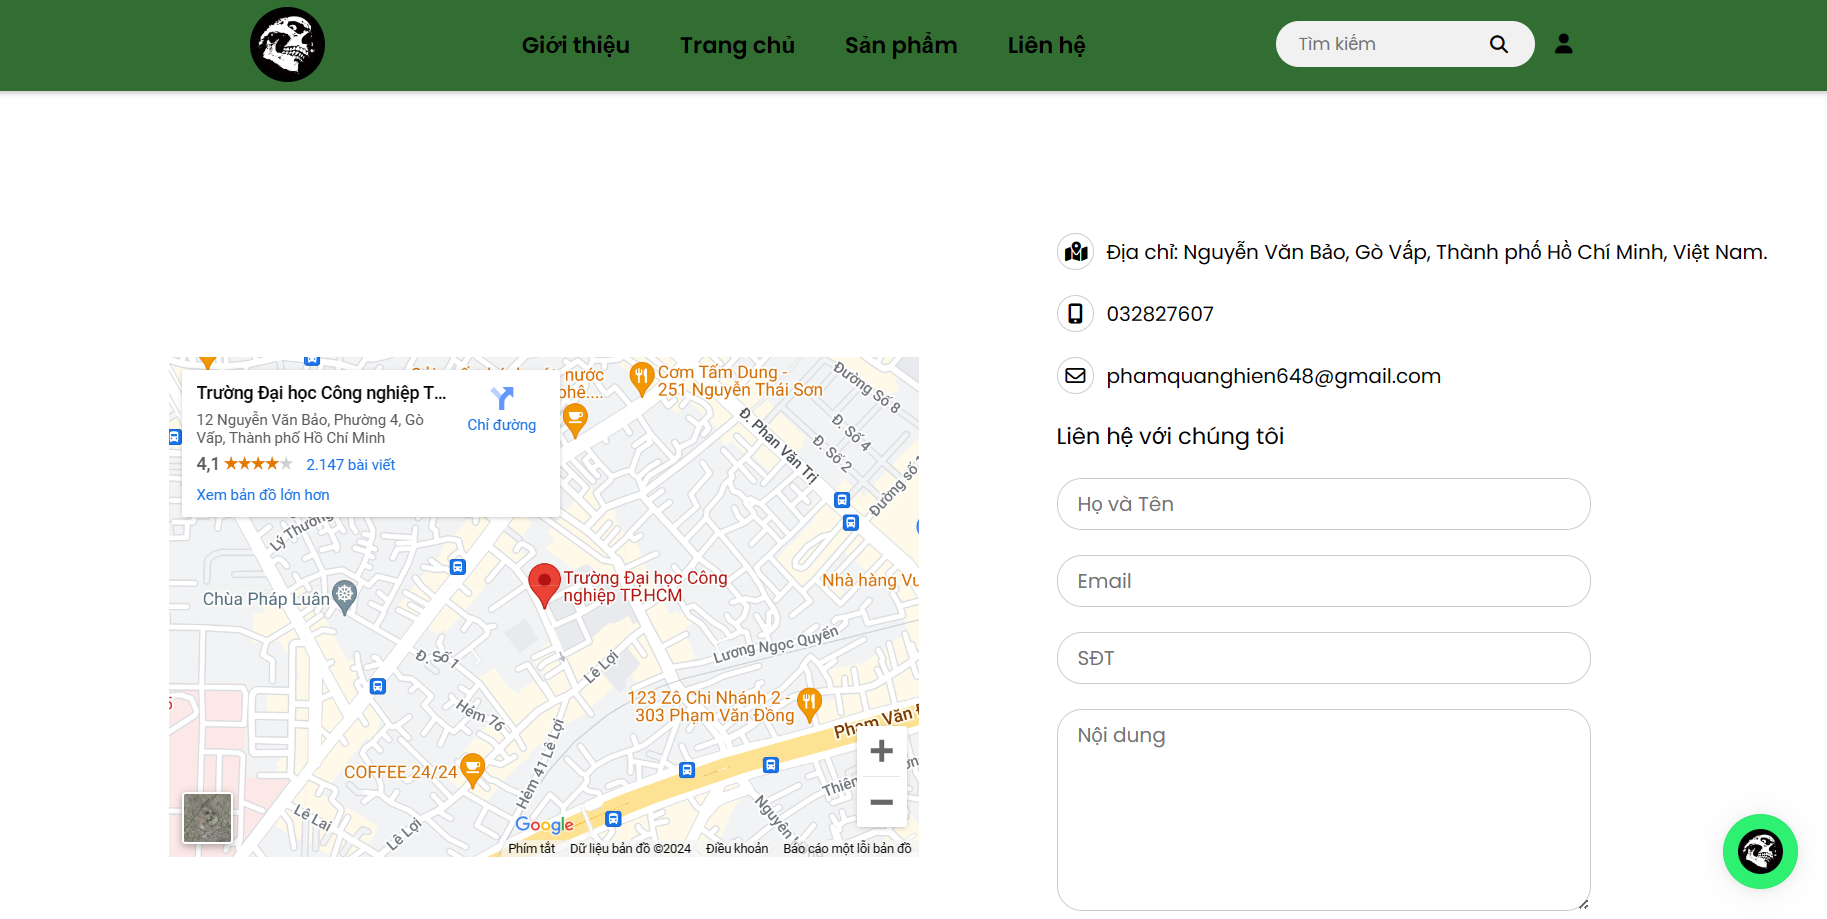 Giới thiệu
Trang chủ
Sản phẩm
Liên hệ
Tìm kiếm
Địa chỉ: Nguyễn Văn Bảo, Gò Vấp, Thành phố Hồ Chí Minh, Việt Nam.
032827607
phamquanghien648@gmail.com
Liên hệ với chúng tôi
Họ và Tên
Email
SĐT
Nội dung
Trường Đại học Công nghiệp T...
12 Nguyễn Văn Bảo, Phường 4, Gò
Vấp, Thành phố Hồ Chí Minh
4,1
2.147 bài viết
Xem bản đồ lớn hơn
Chỉ đường
nước
phê....
Cơm Tấm Dung -
251 Nguyễn Thái Sơn
Đường Số 8
Đ. Số 4
Đ. Phan Văn Trị
Đ. Số 2
Đường số
Lý Thường
Chùa Pháp Luân
Trường Đại học Công
nghiệp TP.HCM
Nhà hàng Vư
Lương Ngọc Quyến
Đ. Số 1
Lê Lợi
Hẻm 76
123 Zô Chi Nhánh 2 -
303 Phạm Văn Đồng
Phạm Văn Đ
Hẻm 41 Lê Lợi
COFFEE 24/24
Lê Lai
Lê Lợi
Thiên
Nguyên
Google
Phím tắt
Dữ liệu bản đồ ©2024
Điều khoản
Báo cáo một lỗi bản đồ